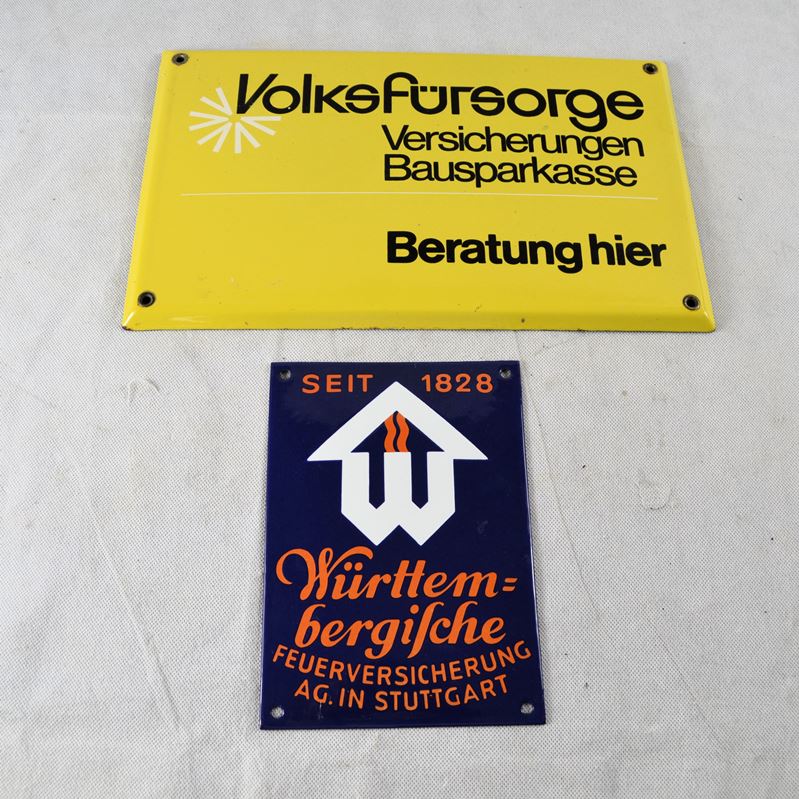 Volksfürsorge
Versicherungen
Bausparkasse
Beratung hier
SEIT 1828
W
Württem=
bergiſche
FEUERVERSICHERUNG
AG. IN STUTTGART